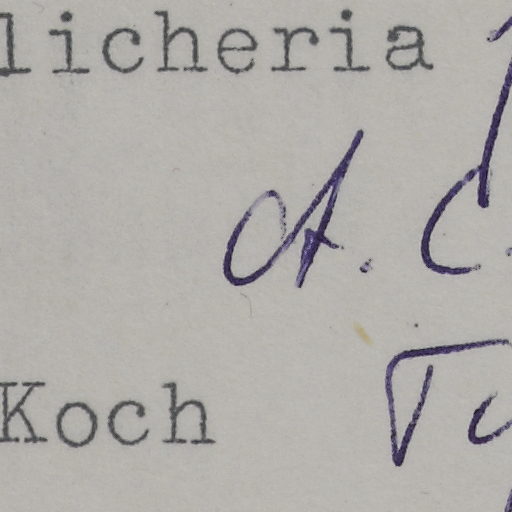 licheria
A. C.
Koch